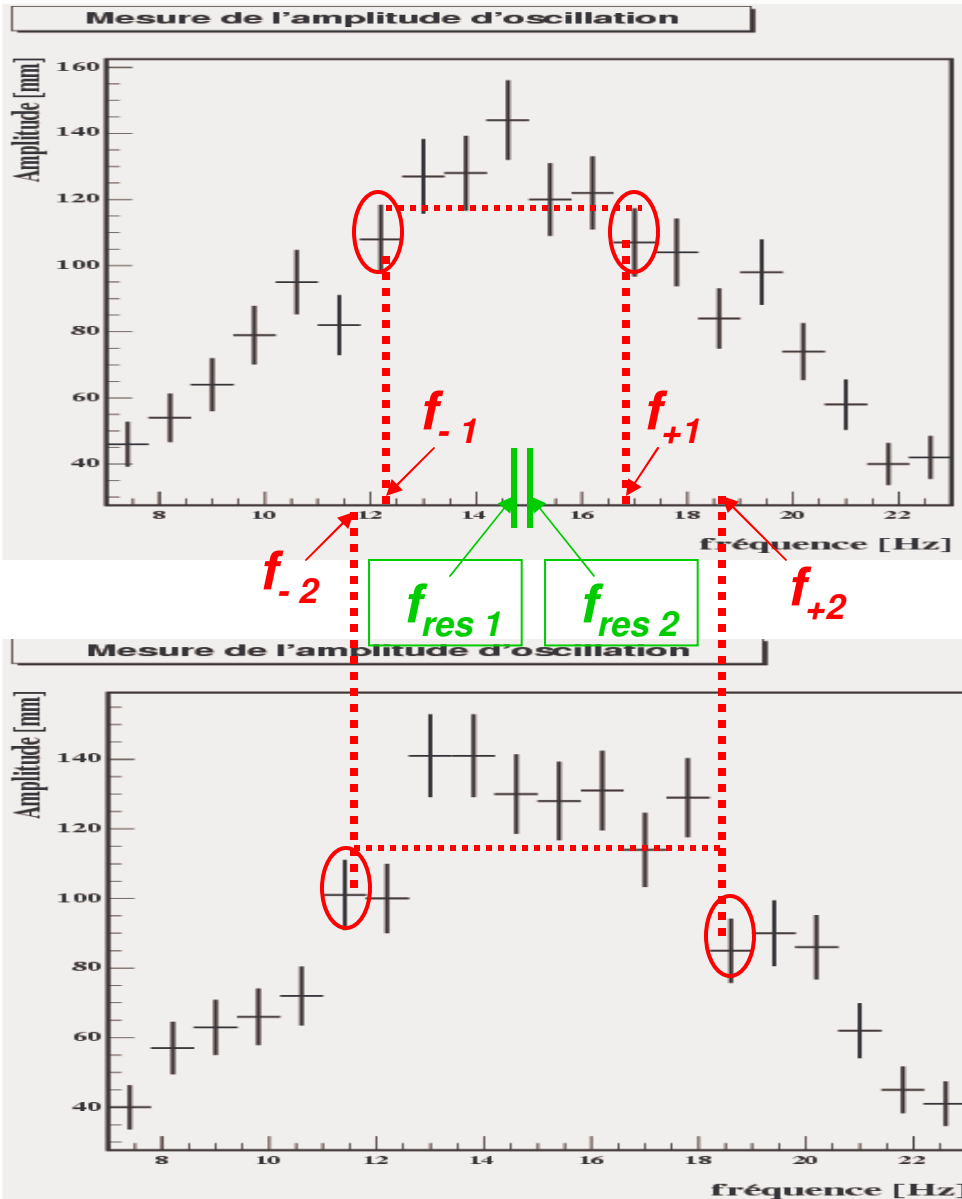 Mesure de l'amplitude d'oscillation
Amplitude [mm]
160
140
120
100
80
60
40
f- 1
f+1
8 10 12 14 16 18 20 22
fréquence [Hz]
f- 2
f res 1
f res 2
f+2
Mesure de l'amplitude d'oscillation
Amplitude [mm]
140
120
100
80
60
40
8 10 12 14 16 18 20 22
fréquence [Hz]